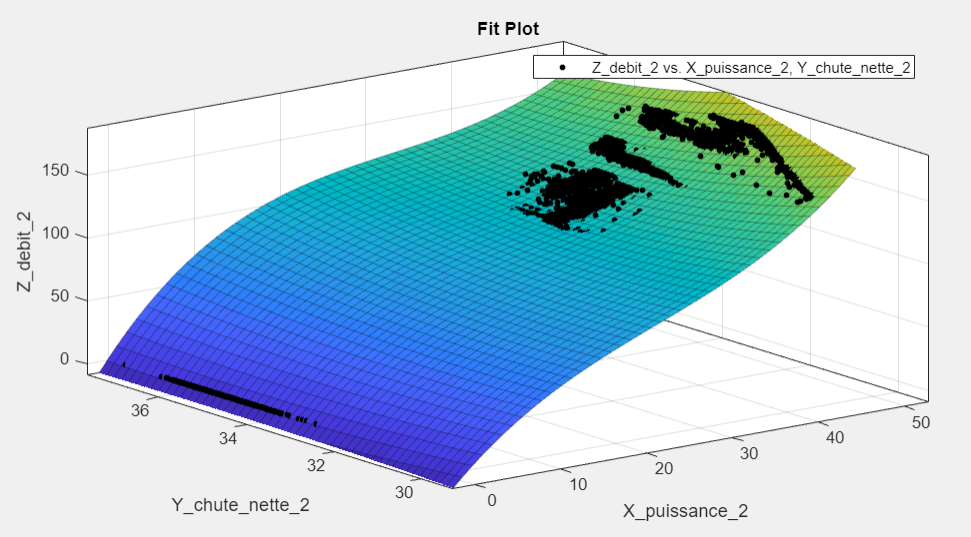 Fit Plot
Z_debit_2 vs. X_puissance_2, Y_chute_nette_2
150
100
50
0
Z_debit_2
36
34
32
30
Y_chute_nette_2
0
10
20
30
40
50
X_puissance_2